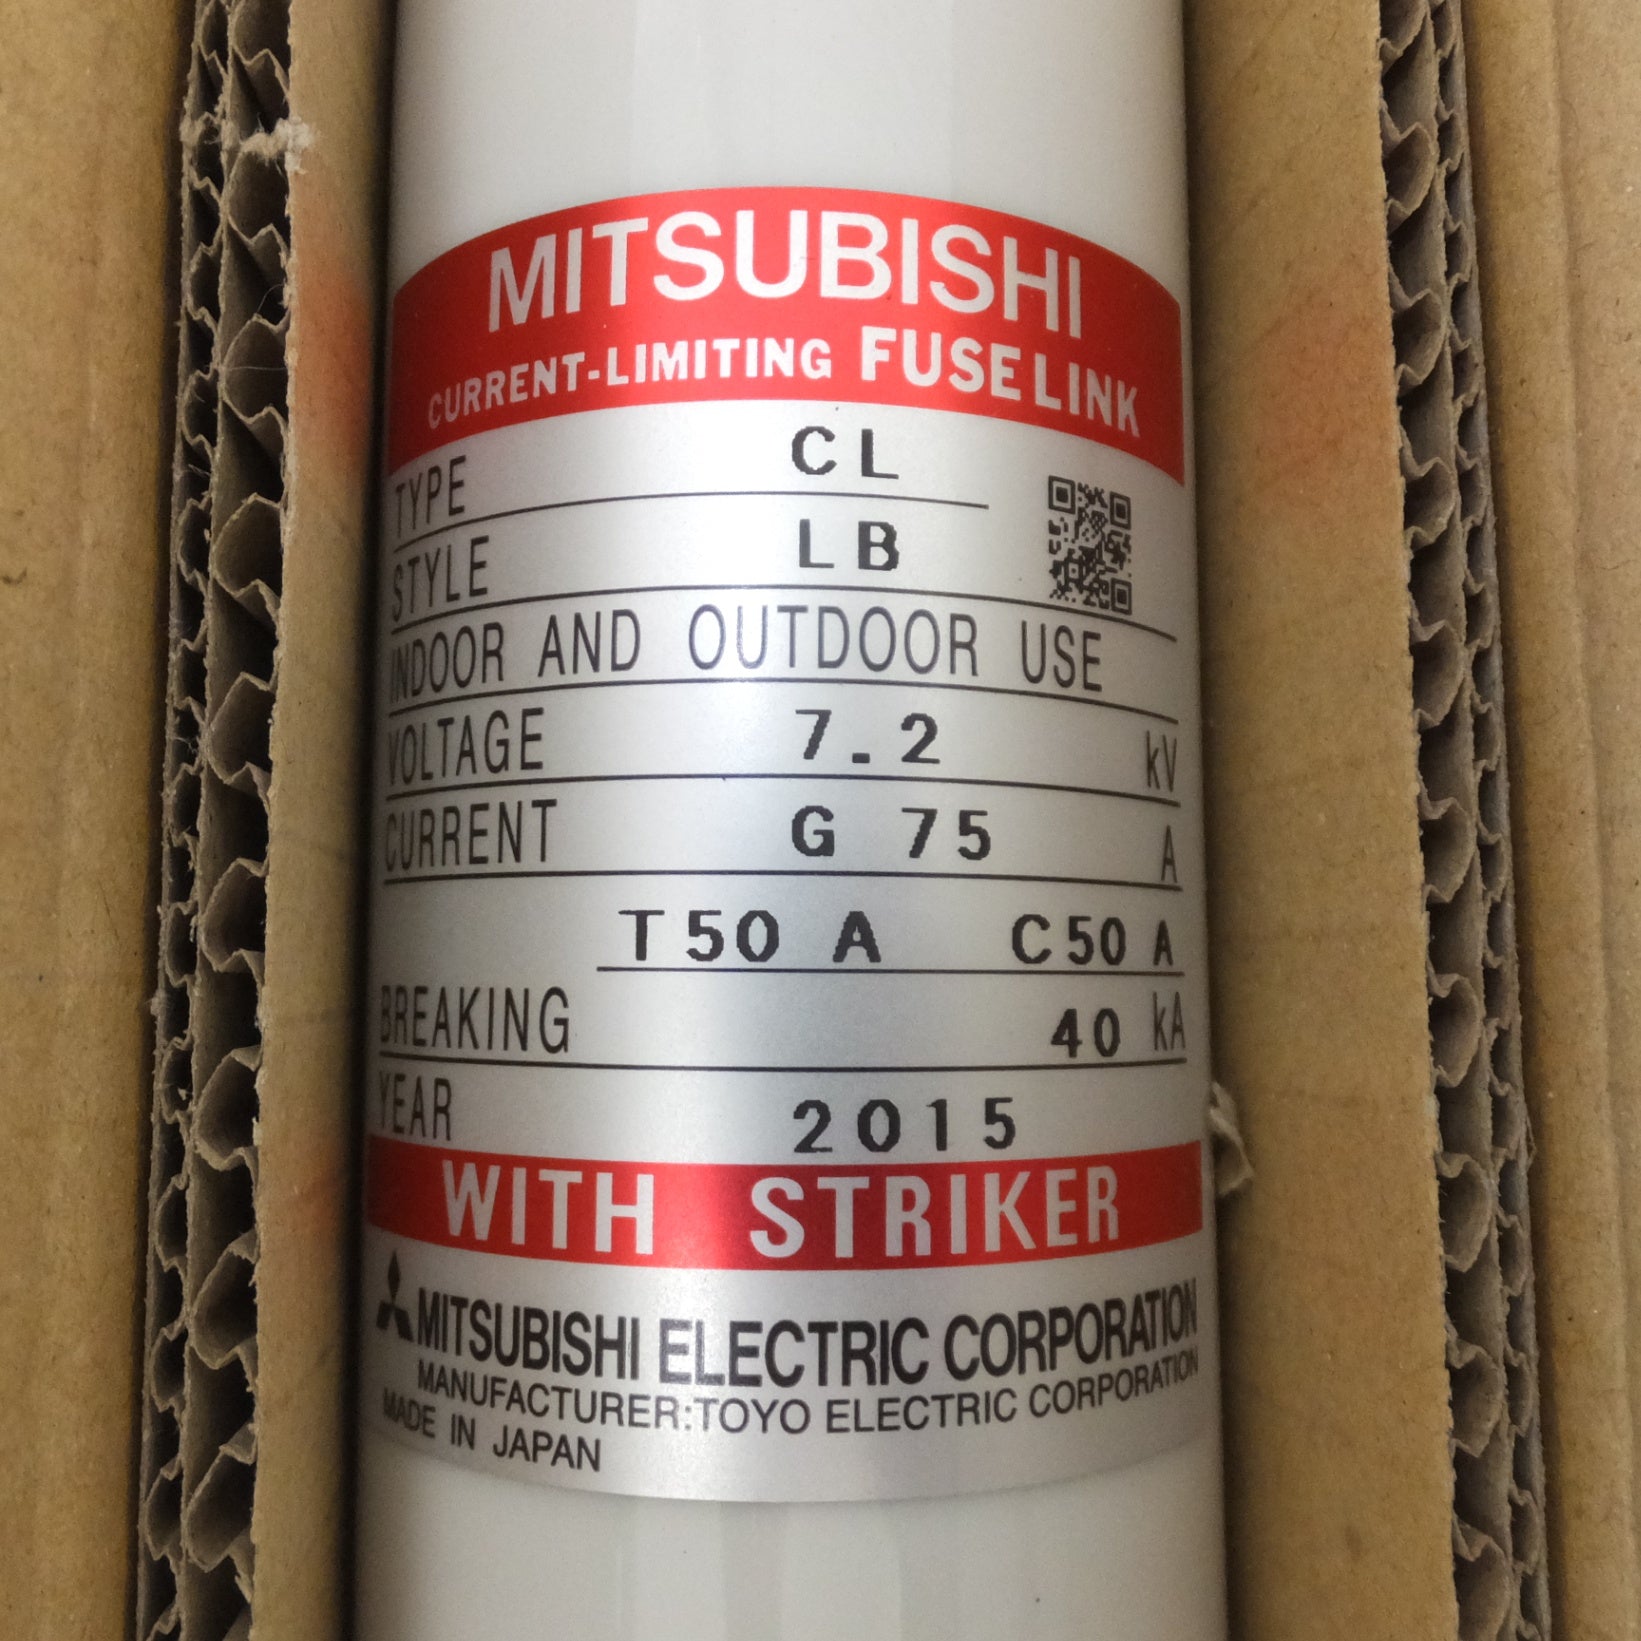 MITSUBISHI
CURRENT-LIMITING FUSE LINK
TYPE CL
STYLE LB
INDOOR AND OUTDOOR USE
VOLTAGE 7.2 kV
CURRENT G 75 A
T50 A C50 A
BREAKING 40 kA
YEAR 2015
WITH STRIKER
MITSUBISHI ELECTRIC CORPORATION
MANUFACTURER:TOYO ELECTRIC CORPORATION
MADE IN JAPAN